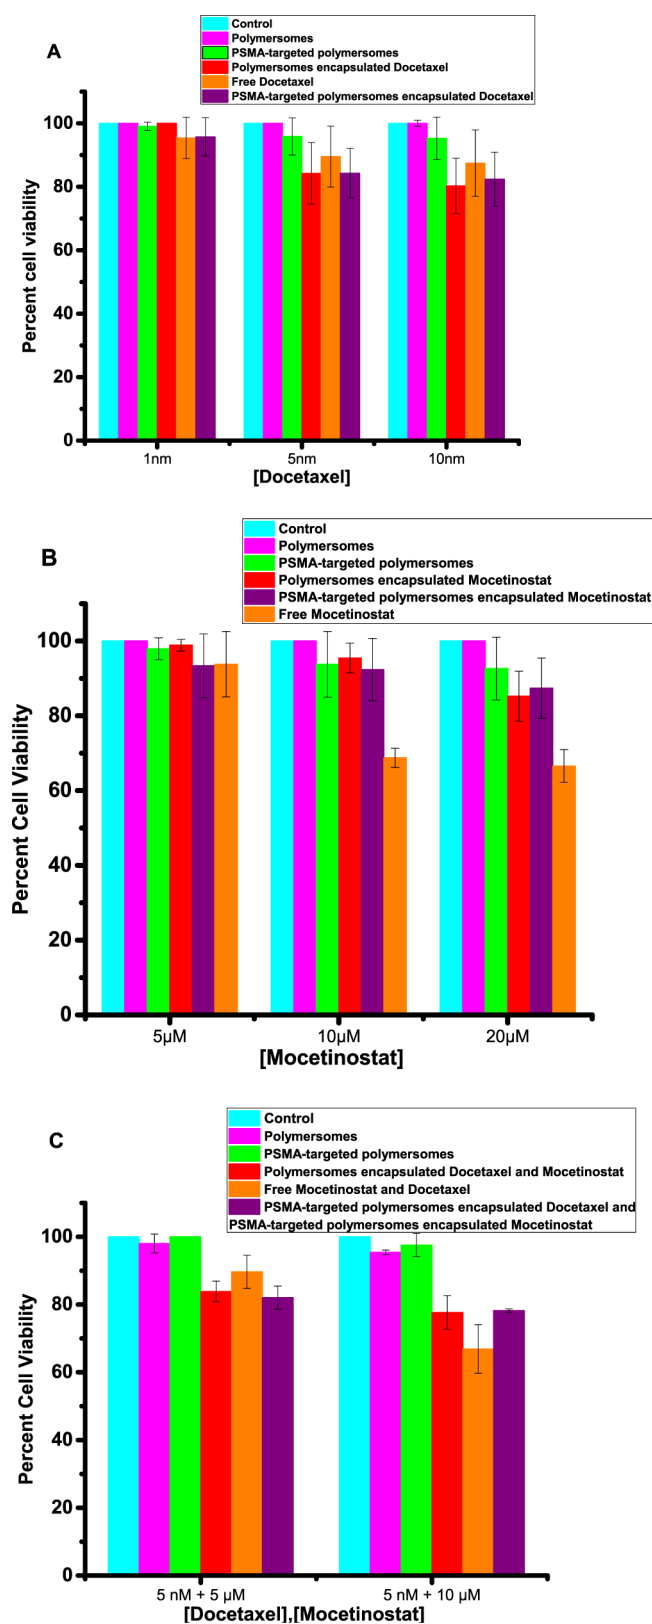 A
Control
Polymersomes
PSMA-targeted polymersomes
Polymersomes encapsulated Docetaxel
Free Docetaxel
PSMA-targeted polymersomes encapsulated Docetaxel
Percent cell viability
100
80
60
40
20
0
1nm 5nm 10nm
[Docetaxel]
B
Control
Polymersomes
PSMA-targeted polymersomes
Polymersomes encapsulated Mocetinostat
PSMA-targeted polymersomes encapsulated Mocetinostat
Free Mocetinostat
Percent Cell Viability
100
80
60
40
20
0
5µM 10µM 20µM
[Mocetinostat]
C
Control
Polymersomes
PSMA-targeted polymersomes
Polymersomes encapsulated Docetaxel and Mocetinostat
Free Mocetinostat and Docetaxel
PSMA-targeted polymersomes encapsulated Docetaxel and
PSMA-targeted polymersomes encapsulated Mocetinostat
Percent Cell Viability
100
80
60
40
20
0
5 nM + 5 µM 5 nM + 10 µM
[Docetaxel],[Mocetinostat]